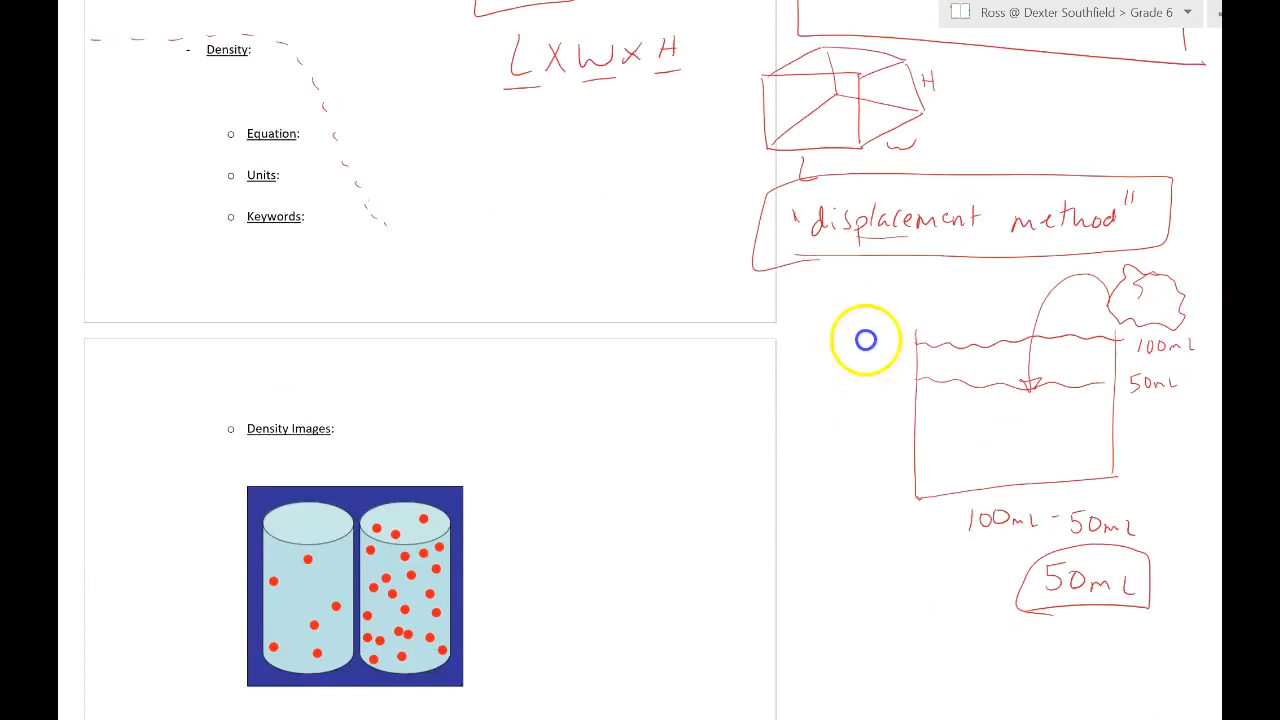 Ross @ Dexter Southfield > Grade 6
- Density:
L X W X H
H
W
L
o Equation:
o Units:
o Keywords:
"displacement method"
100mL
50mL
o Density Images:
100mL - 50mL
50mL